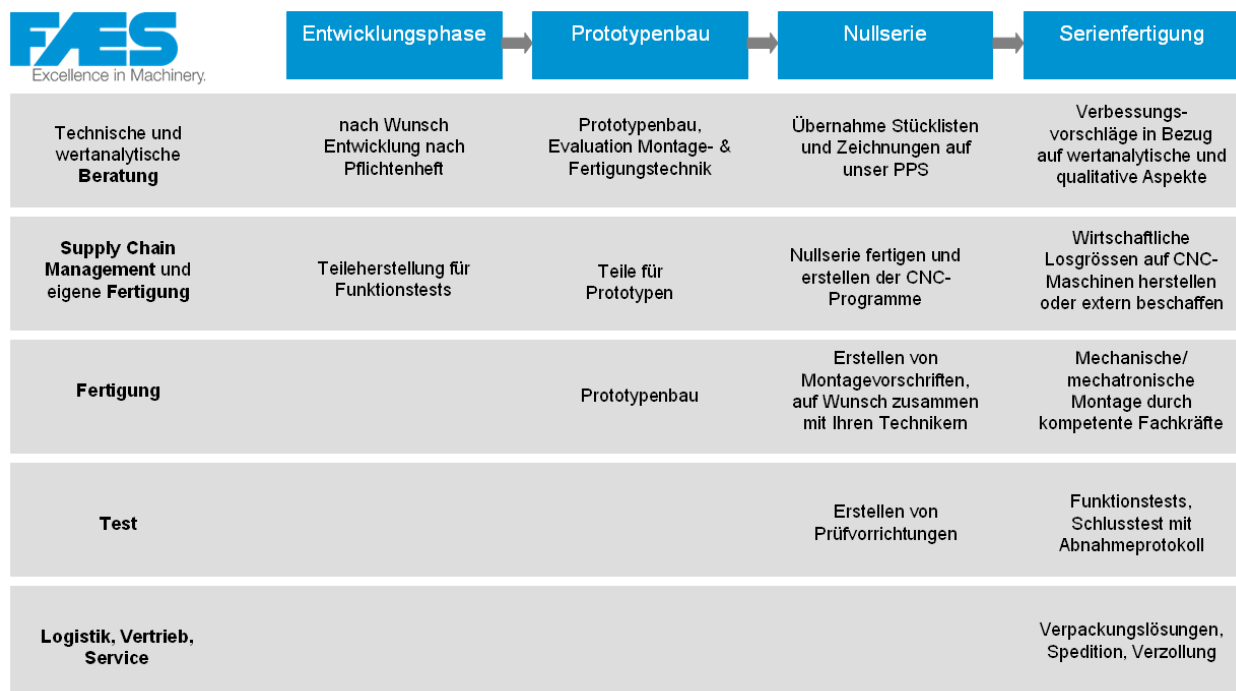 FAES
Excellence in Machinery.
Entwicklungsphase
Prototypenbau
Nullserie
Serienfertigung
Technische und
wertanalytische
Beratung
nach Wunsch
Entwicklung nach
Pflichtenheft
Prototypenbau,
Evaluation Montage- &
Fertigungstechnik
Übernahme Stücklisten
und Zeichnungen auf
unser PPS
Verbessungs-
vorschläge in Bezug
auf wertanalytische und
qualitative Aspekte
Supply Chain
Management und
eigene Fertigung
Teileherstellung für
Funktionstests
Teile für
Prototypen
Nullserie fertigen und
erstellen der CNC-
Programme
Wirtschaftliche
Losgrössen auf CNC-
Maschinen herstellen
oder extern beschaffen
Fertigung
Prototypenbau
Erstellen von
Montagevorschriften,
auf Wunsch zusammen
mit Ihren Technikern
Mechanische/
mechatronische
Montage durch
kompetente Fachkräfte
Test
Erstellen von
Prüfvorrichtungen
Funktionstests,
Schlusstest mit
Abnahmeprotokoll
Logistik, Vertrieb,
Service
Verpackungslösungen,
Spedition, Verzollung